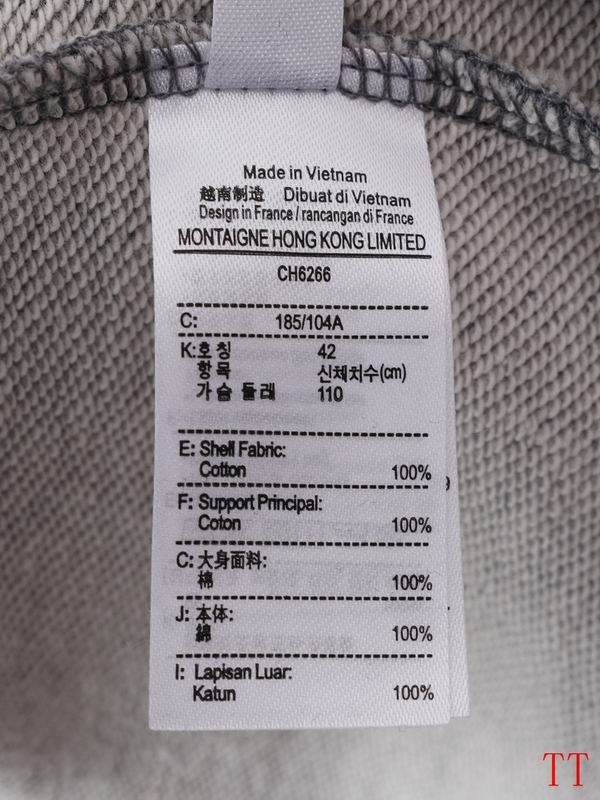 Made in Vietnam
越南制造 Dibuat di Vietnam
Design in France / rancangan di France
MONTAIGNE HONG KONG LIMITED
CH6266
C: 185/104A
K:호칭 42
항목 신체치수(cm)
가슴 둘레 110
E: Shell Fabric:
Cotton 100%
F: Support Principal:
Coton 100%
C: 大身面料:
棉 100%
J: 本体:
綿 100%
I: Lapisan Luar:
Katun 100%
TT